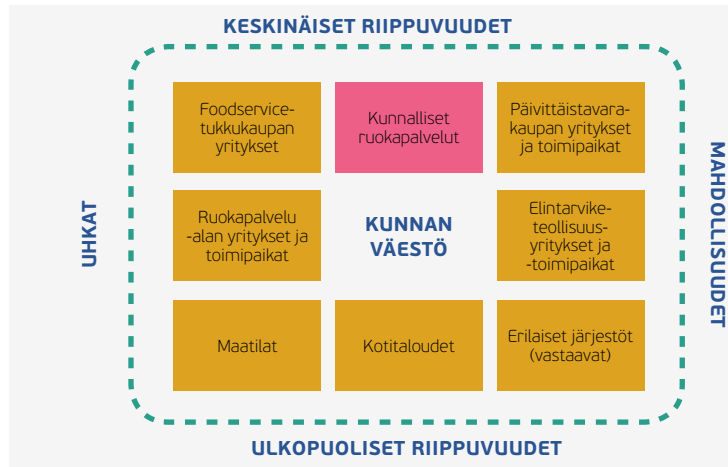 KESKINÄISET RIIPPUVUUDET
Foodservice-
tukkukaupan
yritykset
Kunnalliset
ruokapalvelut
Päivittäistavara-
kaupan yritykset
ja toimipaikat
UHKAT
Ruokapalvelu
-alan yritykset ja
toimipaikat
KUNNAN
VÄESTÖ
Elintarvike-
teollisuus-
yritykset ja
-toimipaikat
MAHDOLLISUUDET
Maatilat
Kotitaloudet
Erilaiset järjestöt
(vastaavat)
ULKOPUOLISET RIIPPUVUUDET